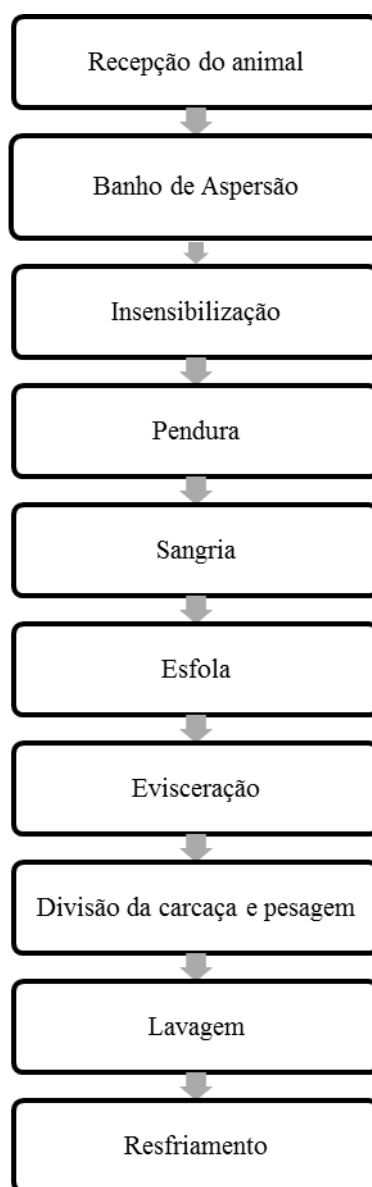 Recepção do animal
Banho de Aspersão
Insensibilização
Pendura
Sangria
Esfola
Evisceração
Divisão da carcaça e pesagem
Lavagem
Resfriamento